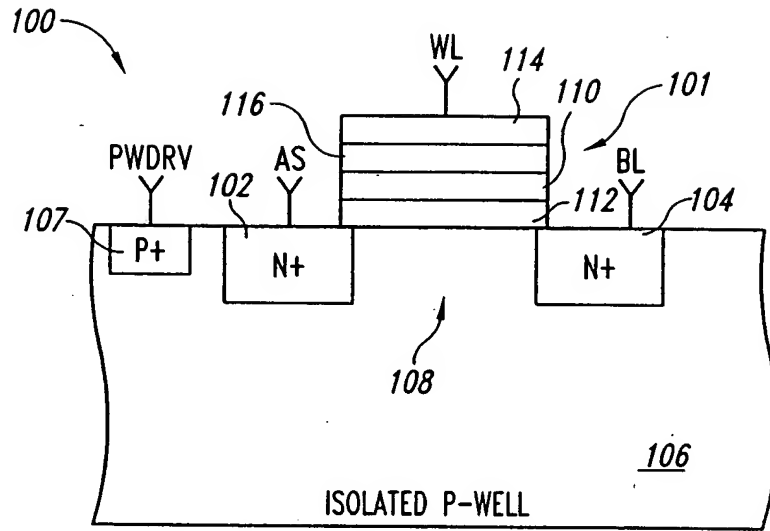 100
WL
114
110
101
116
PWDRV
AS
102
BL
112
104
107
P+
N+
N+
108
106
ISOLATED P-WELL